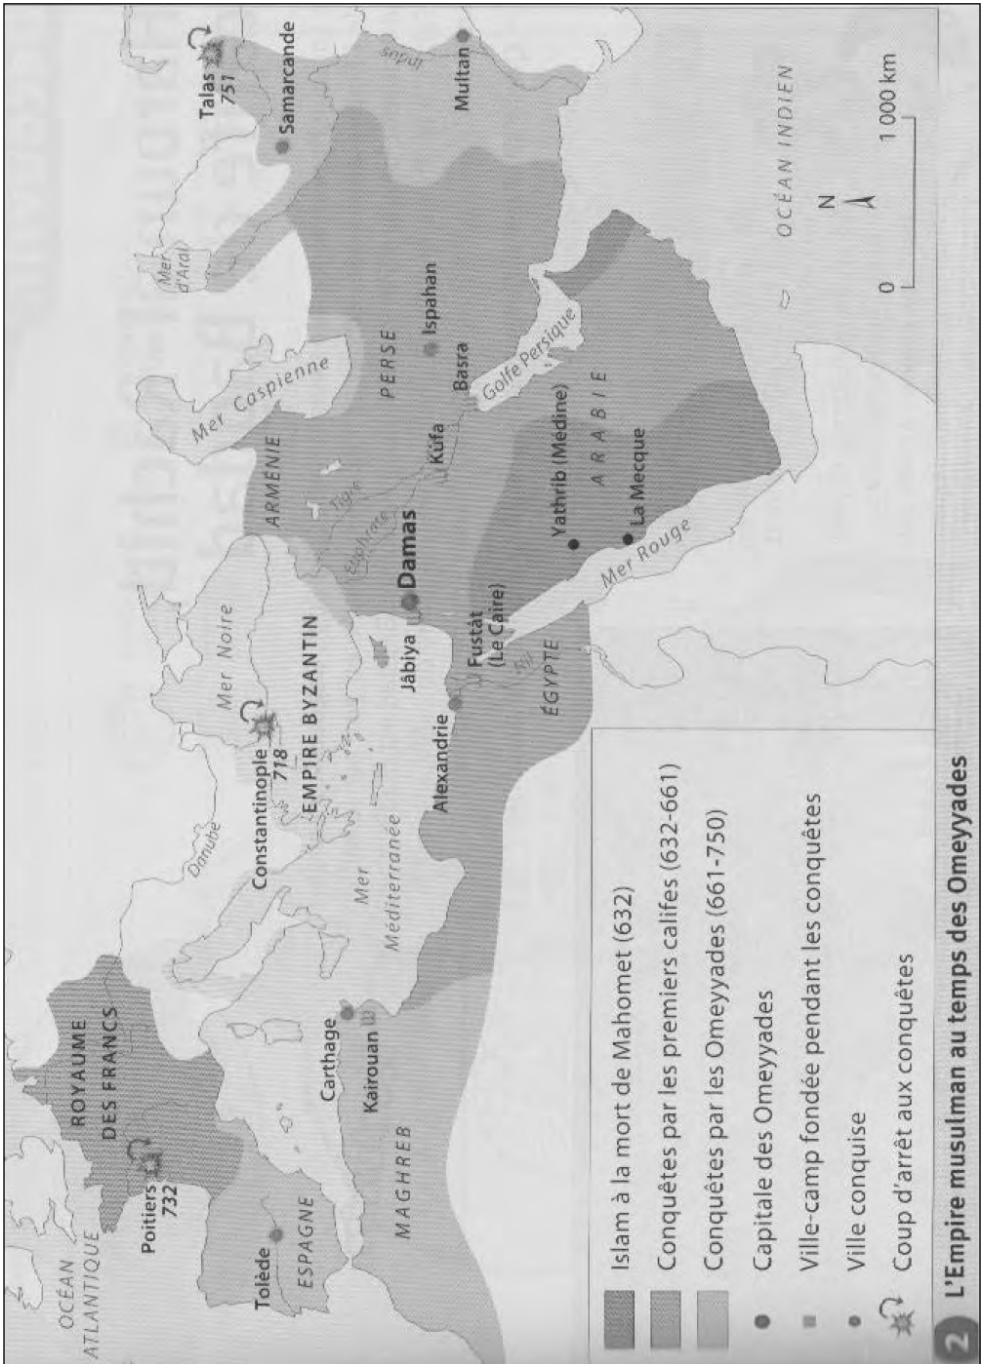 OCÉAN
ATLANTIQUE
ROYAUME
DES FRANCS
Poitiers
732
Tolède
ESPAGNE
MAGHREB
Carthage
Kairouan
Danube
Mer Noire
Constantinople
718
EMPIRE BYZANTIN
Mer
Méditerranée
Alexandrie
ÉGYPTE
Nil
Fustât
(Le Caire)
Jâbiya
Damas
ARMÉNIE
Tigre
Euphrate
Kûfa
Basra
Mer Caspienne
Mer
d'Aral
PERSE
Ispahan
Golfe Persique
Yathrib (Médine)
ARABIE
La Mecque
Mer Rouge
Talas
751
Samarcande
Indus
Multan
OCÉAN INDIEN
N
0
1 000 km
Islam à la mort de Mahomet (632)
Conquêtes par les premiers califes (632-661)
Conquêtes par les Omeyyades (661-750)
Capitale des Omeyyades
Ville-camp fondée pendant les conquêtes
Ville conquise
Coup d'arrêt aux conquêtes
2 L'Empire musulman au temps des Omeyyades